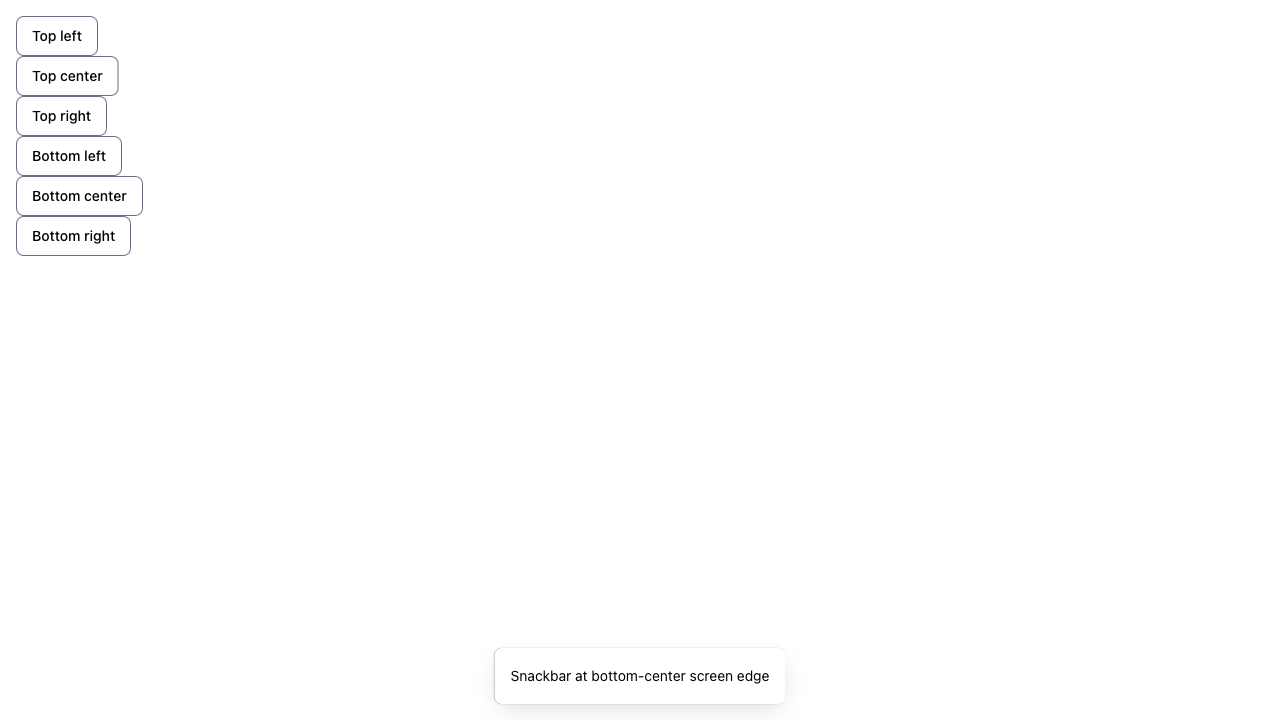 Top left
Top center
Top right
Bottom left
Bottom center
Bottom right
Snackbar at bottom-center screen edge